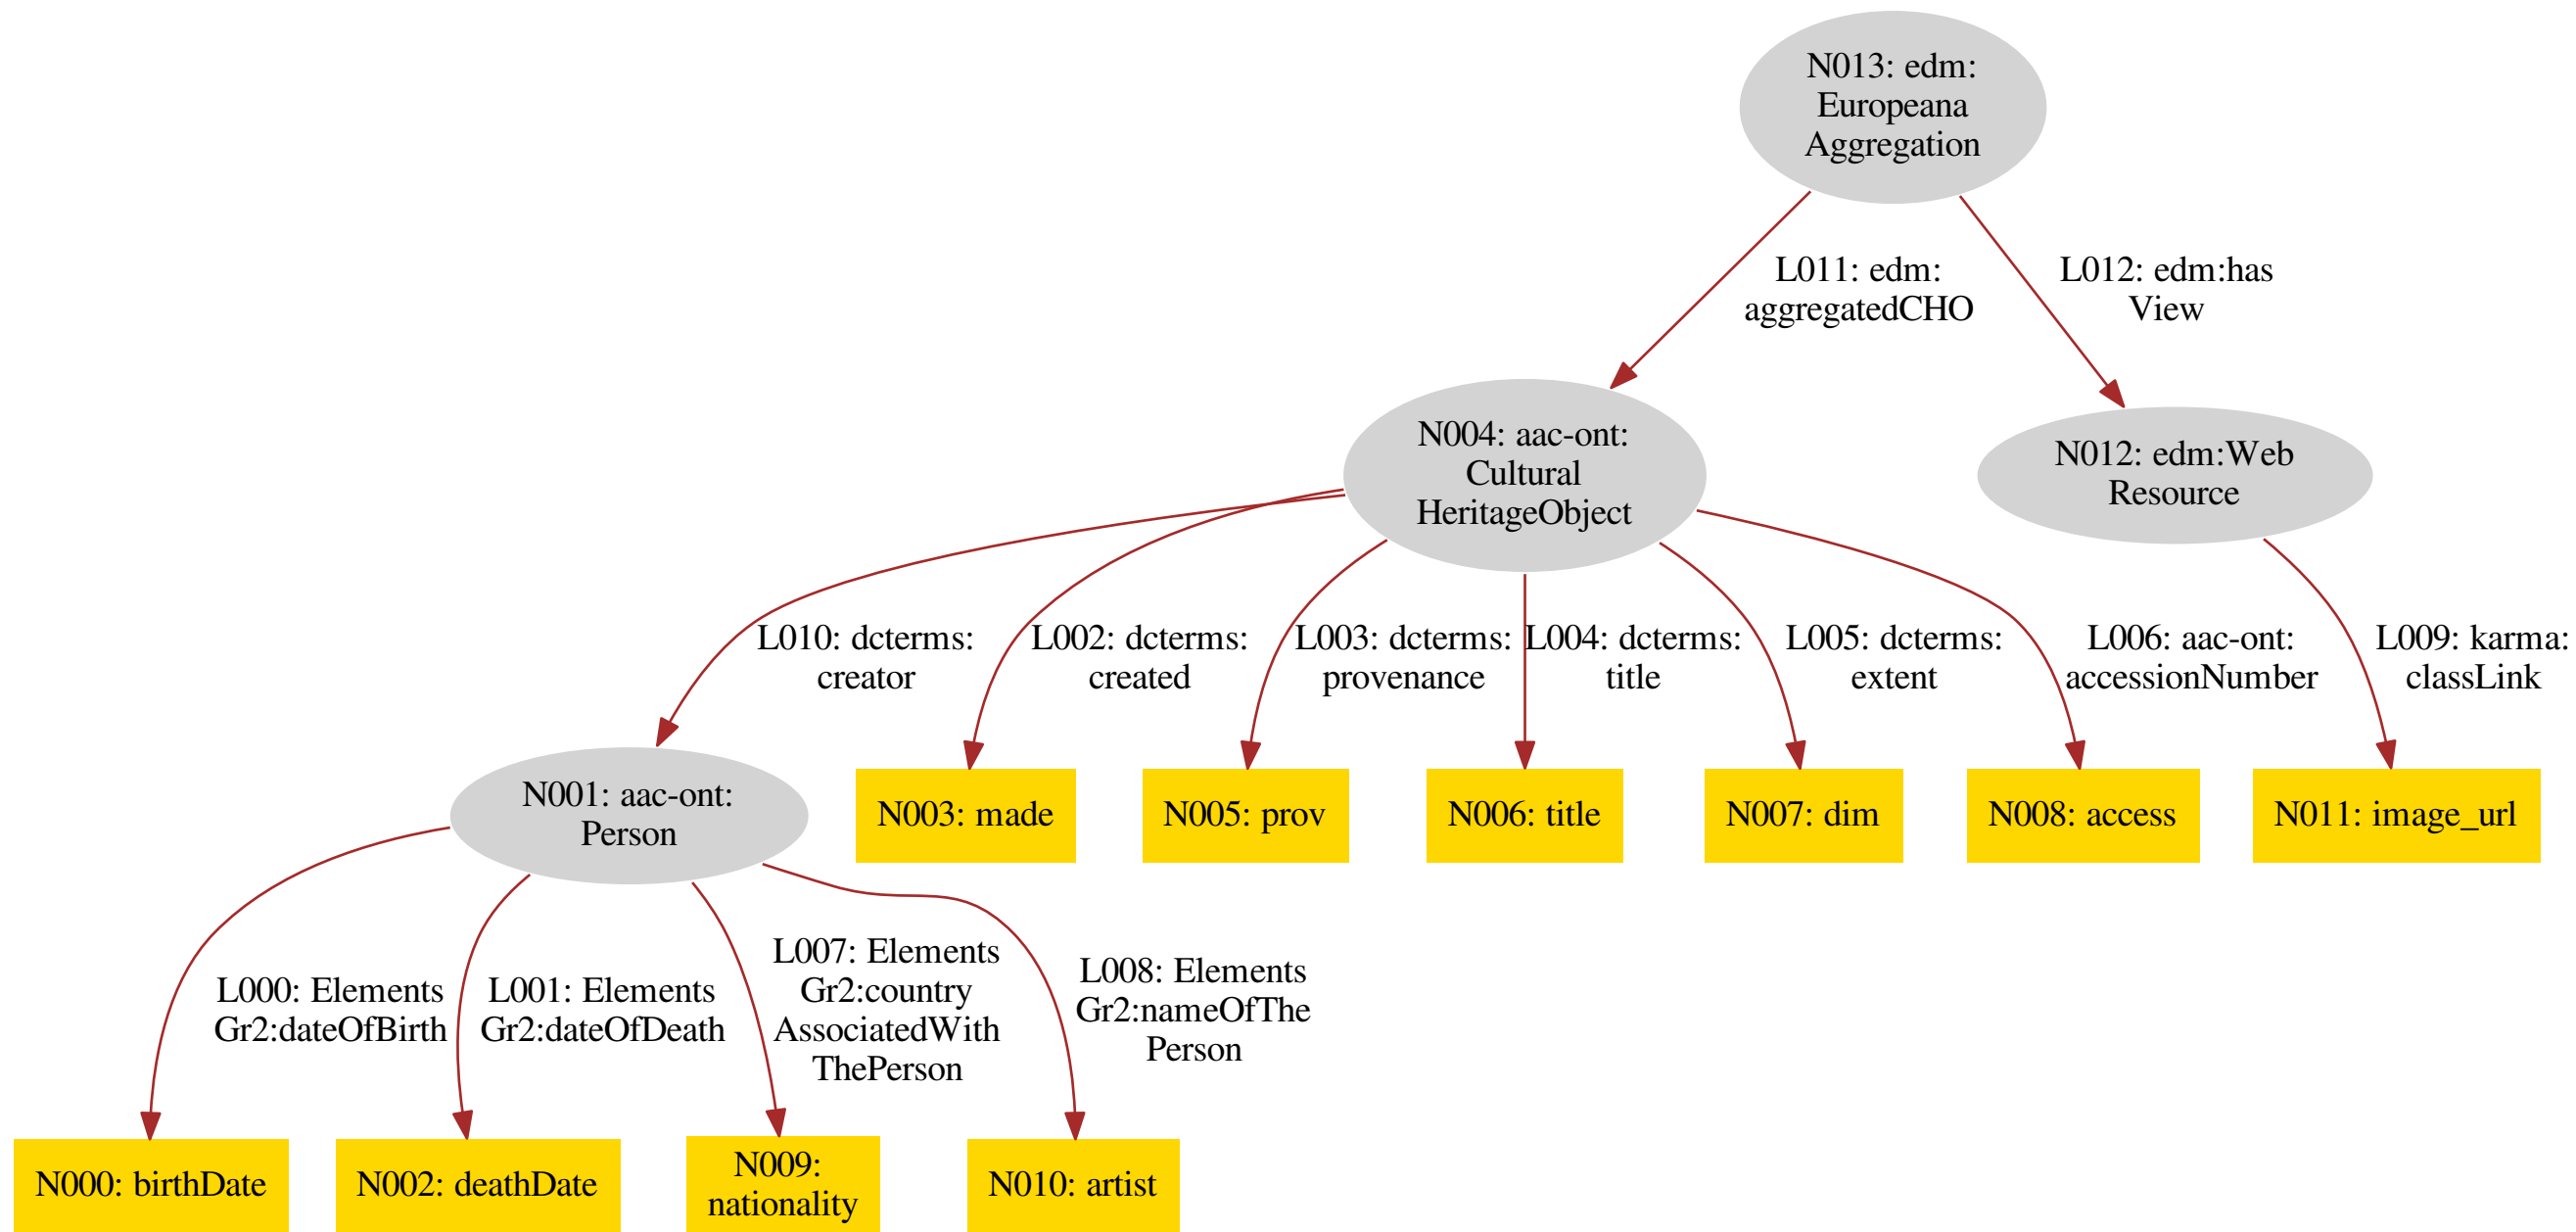 N013: edm:
Europeana
Aggregation
L011: edm:
aggregatedCHO
L012: edm:has
View
N004: aac-ont:
Cultural
HeritageObject
N012: edm:Web
Resource
L010: dcterms:
creator
L002: dcterms:
created
L003: dcterms:
provenance
L004: dcterms:
title
L005: dcterms:
extent
L006: aac-ont:
accessionNumber
L009: karma:
classLink
N001: aac-ont:
Person
N003: made
N005: prov
N006: title
N007: dim
N008: access
N011: image_url
L000: Elements
Gr2:dateOfBirth
L001: Elements
Gr2:dateOfDeath
L007: Elements
Gr2:country
AssociatedWith
ThePerson
L008: Elements
Gr2:nameOfThe
Person
N000: birthDate
N002: deathDate
N009:
nationality
N010: artist